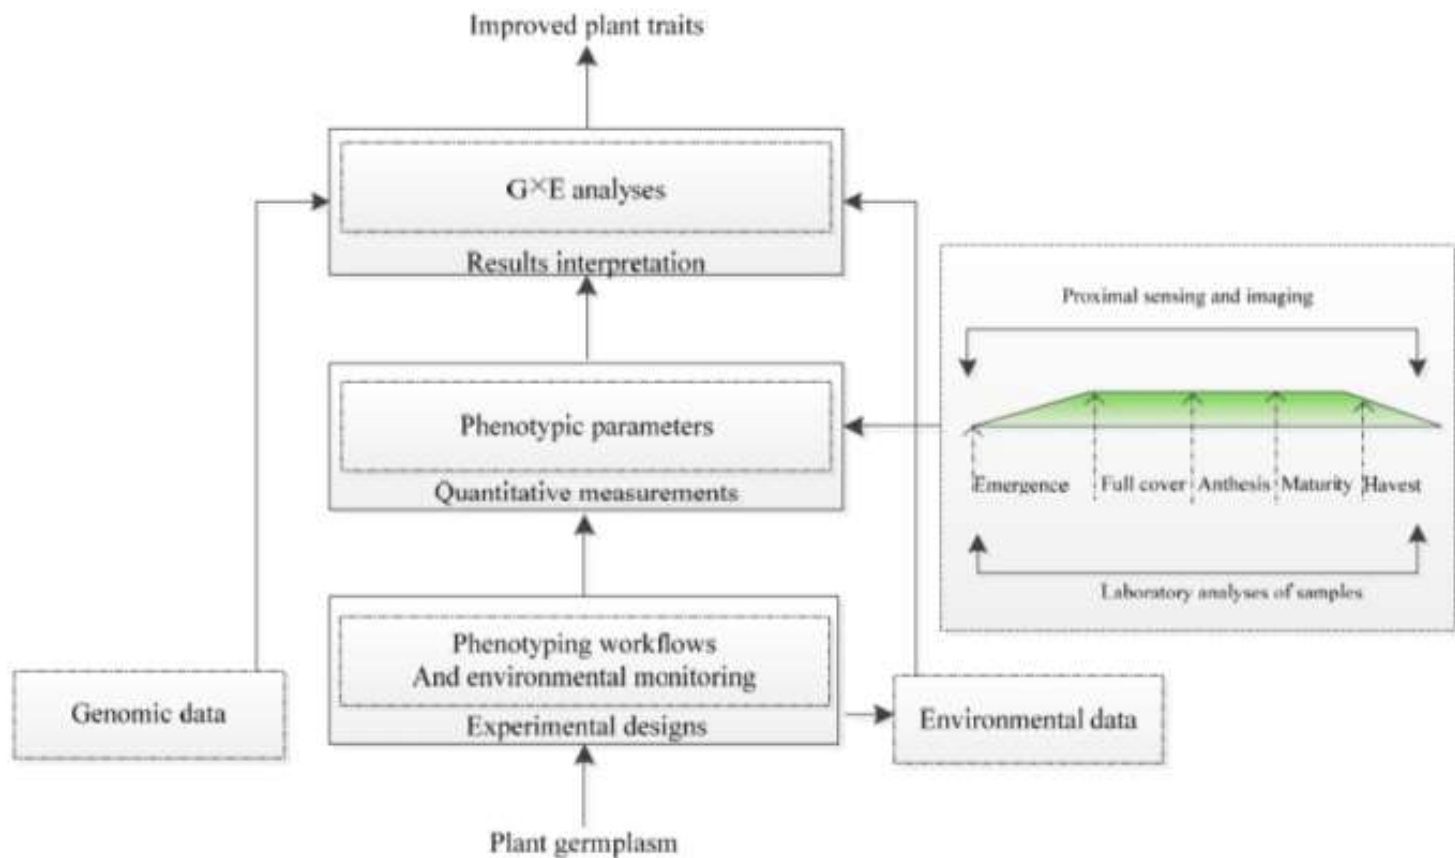 Improved plant traits
G×E analyses
Results interpretation
Proximal sensing and imaging
Phenotypic parameters
Quantitative measurements
Emergence
Full cover
Anthesis
Maturity
Havest
Laboratory analyses of samples
Phenotyping workflows
And environmental monitoring
Experimental designs
Genomic data
Environmental data
Plant germplasm